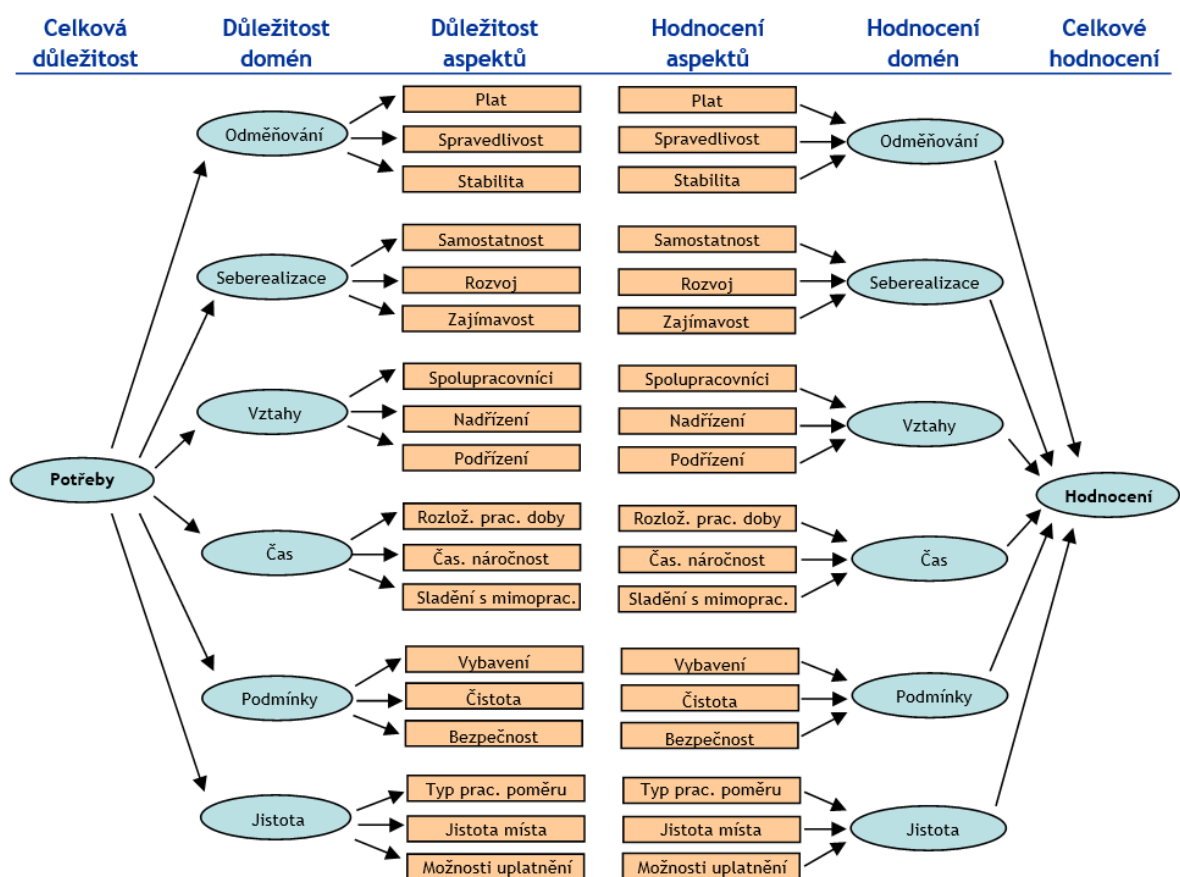 Celková důležitost
Důležitost domén
Důležitost aspektů
Hodnocení aspektů
Hodnocení domén
Celkové hodnocení
Potřeby
Odměňování
Plat
Spravedlivost
Stabilita
Plat
Spravedlivost
Stabilita
Odměňování
Seberealizace
Samostatnost
Rozvoj
Zajímavost
Samostatnost
Rozvoj
Zajímavost
Seberealizace
Vztahy
Spolupracovníci
Nadřízení
Podřízení
Spolupracovníci
Nadřízení
Podřízení
Vztahy
Čas
Rozlož. prac. doby
Čas. náročnost
Sladění s mimoprac.
Rozlož. prac. doby
Čas. náročnost
Sladění s mimoprac.
Čas
Podmínky
Vybavení
Čistota
Bezpečnost
Vybavení
Čistota
Bezpečnost
Podmínky
Jistota
Typ prac. poměru
Jistota místa
Možnosti uplatnění
Typ prac. poměru
Jistota místa
Možnosti uplatnění
Jistota
Hodnocení